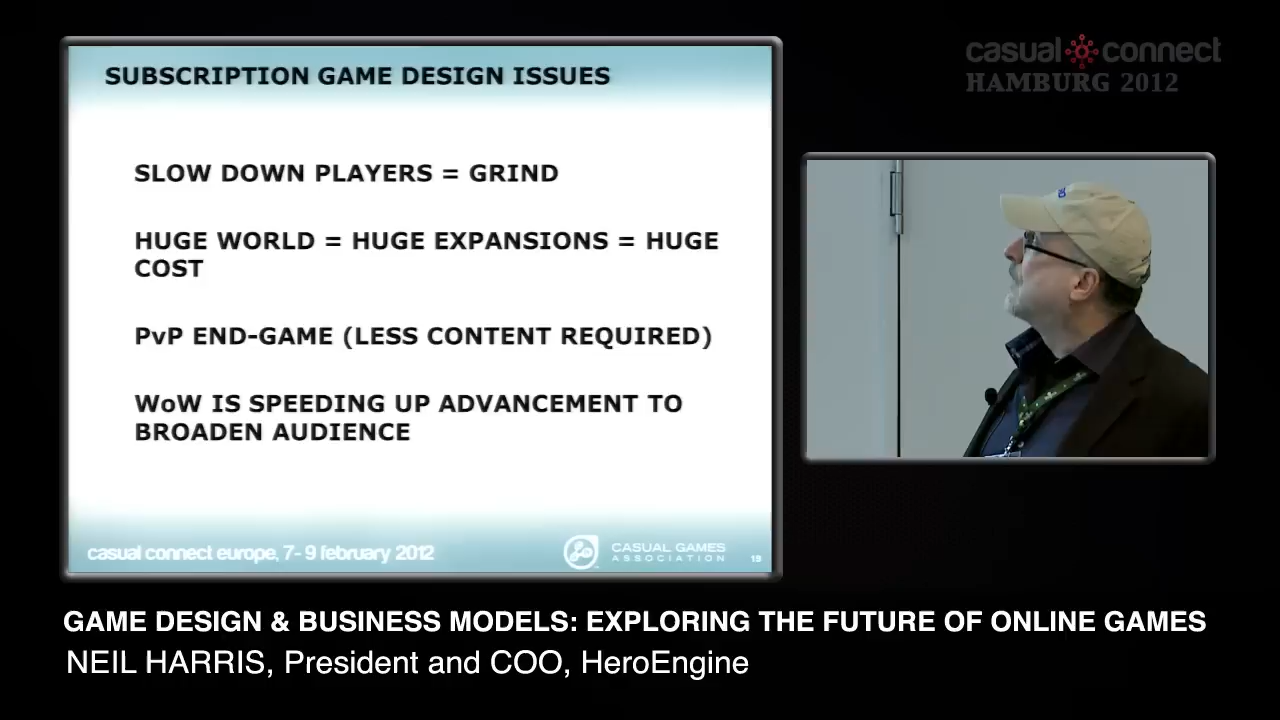 SUBSCRIPTION GAME DESIGN ISSUES
SLOW DOWN PLAYERS = GRIND
HUGE WORLD = HUGE EXPANSIONS = HUGE
COST
PvP END-GAME (LESS CONTENT REQUIRED)
WoW IS SPEEDING UP ADVANCEMENT TO
BROADEN AUDIENCE
casual connect europe, 7-9 february 2012
CASUAL GAMES
ASSOCIATION
19
casual connect
HAMBURG 2012
GAME DESIGN & BUSINESS MODELS: EXPLORING THE FUTURE OF ONLINE GAMES
NEIL HARRIS, President and COO, HeroEngine